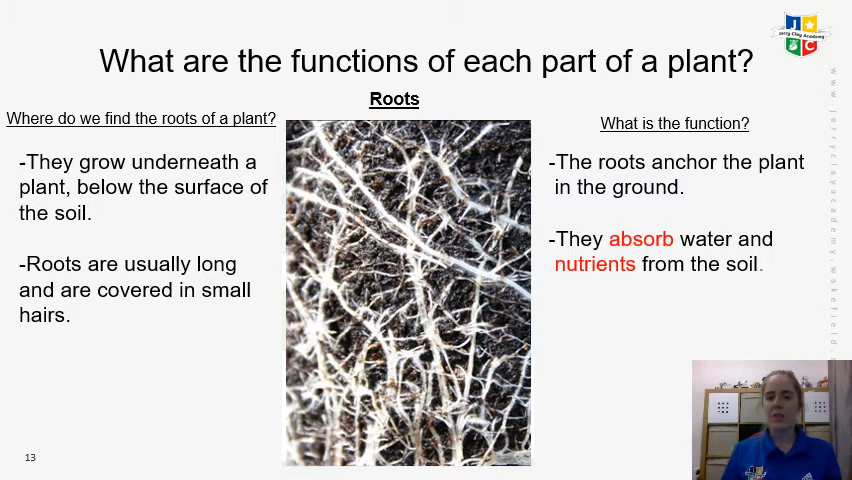 What are the functions of each part of a plant?
Roots
Where do we find the roots of a plant?
-They grow underneath a
plant, below the surface of
the soil.
-Roots are usually long
and are covered in small
hairs.
What is the function?
-The roots anchor the plant
in the ground.
-They absorb water and
nutrients from the soil.
J
Jerry Clay Academy
C
www.jerryclayacademy.wakefield.
13